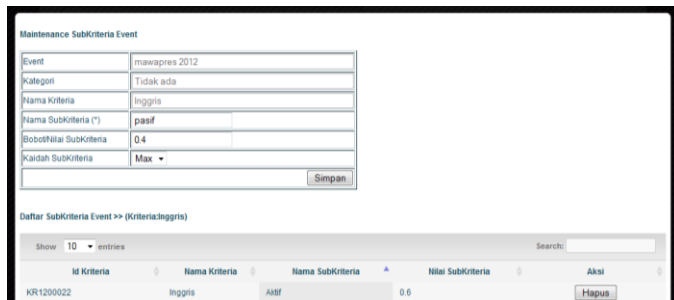 Maintenance SubKriteria Event
Event mawapres 2012
Kategori Tidak ada
Nama Kriteria Inggris
Nama SubKriteria (*) pasif
Bobot/Nilai SubKriteria 0.4
Kaidah SubKriteria Max
Simpan
Daftar SubKriteria Event >> (Kriteria:Inggris)
Show 10 entries Search:
Id Kriteria Nama Kriteria Nama SubKriteria Nilai SubKriteria Aksi
KR1200022 Inggris Aktif 0.6 Hapus